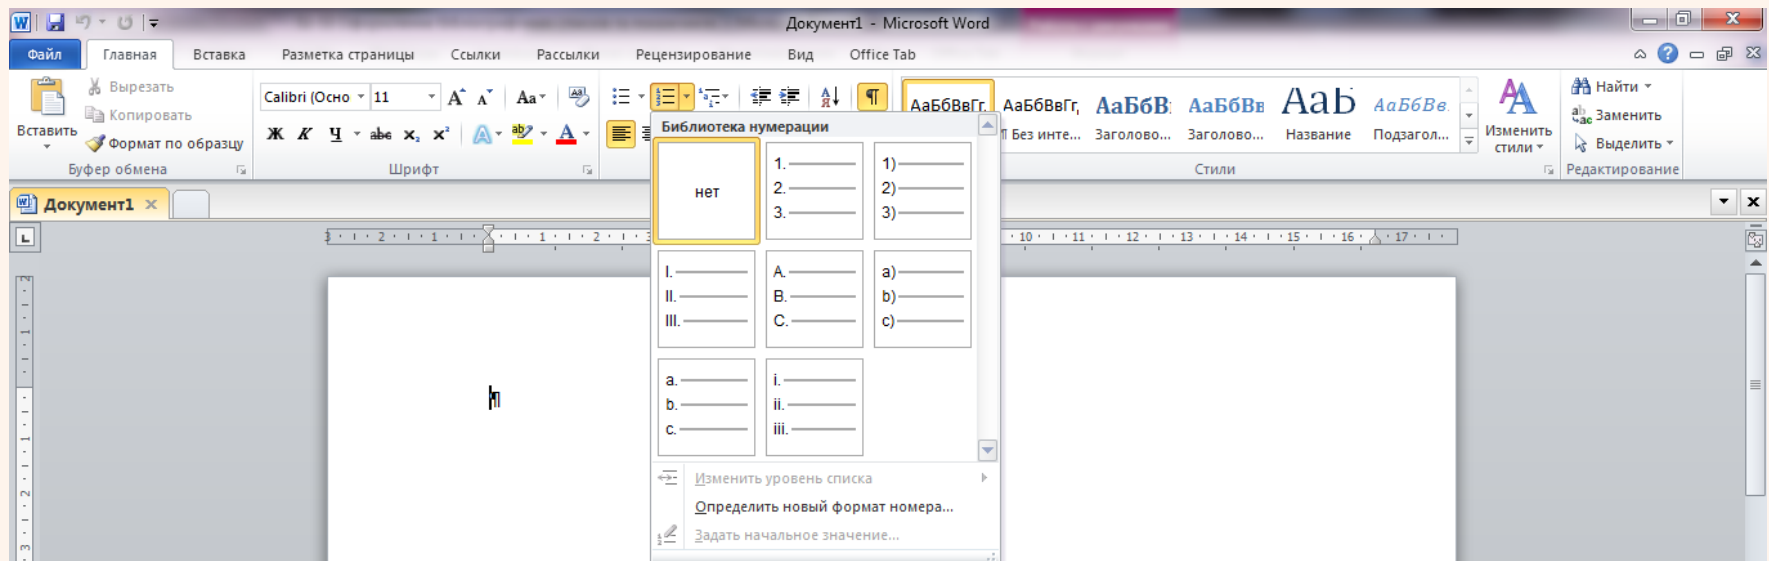 Документ1 - Microsoft Word
Файл Главная Вставка Разметка страницы Ссылки Рассылки Рецензирование Вид Office Tab
Вставить
Вырезать
Копировать
Формат по образцу
Буфер обмена
Calibri (Осно 11 Aa
Ж К Ч abc x₂ x²
Шрифт
АаБбВвГг, АаБбВвГг, АаБбВ АаБбВв АаБ АаБбВв.
¶ Без инте... Заголово... Заголово... Название Подзагол...
Изменить
стили
Стили
Найти
Заменить
Выделить
Редактирование
Библиотека нумерации
нет
1.
2.
3.
1)
2)
3)
I.
II.
III.
A.
B.
C.
a)
b)
c)
a.
b.
c.
i.
ii.
iii.
Изменить уровень списка
Определить новый формат номера...
Задать начальное значение...
Документ1
3 · 2 · 1 · 1 · 2 · 3
10 · 11 · 12 · 13 · 14 · 15 · 16 · 17
¶